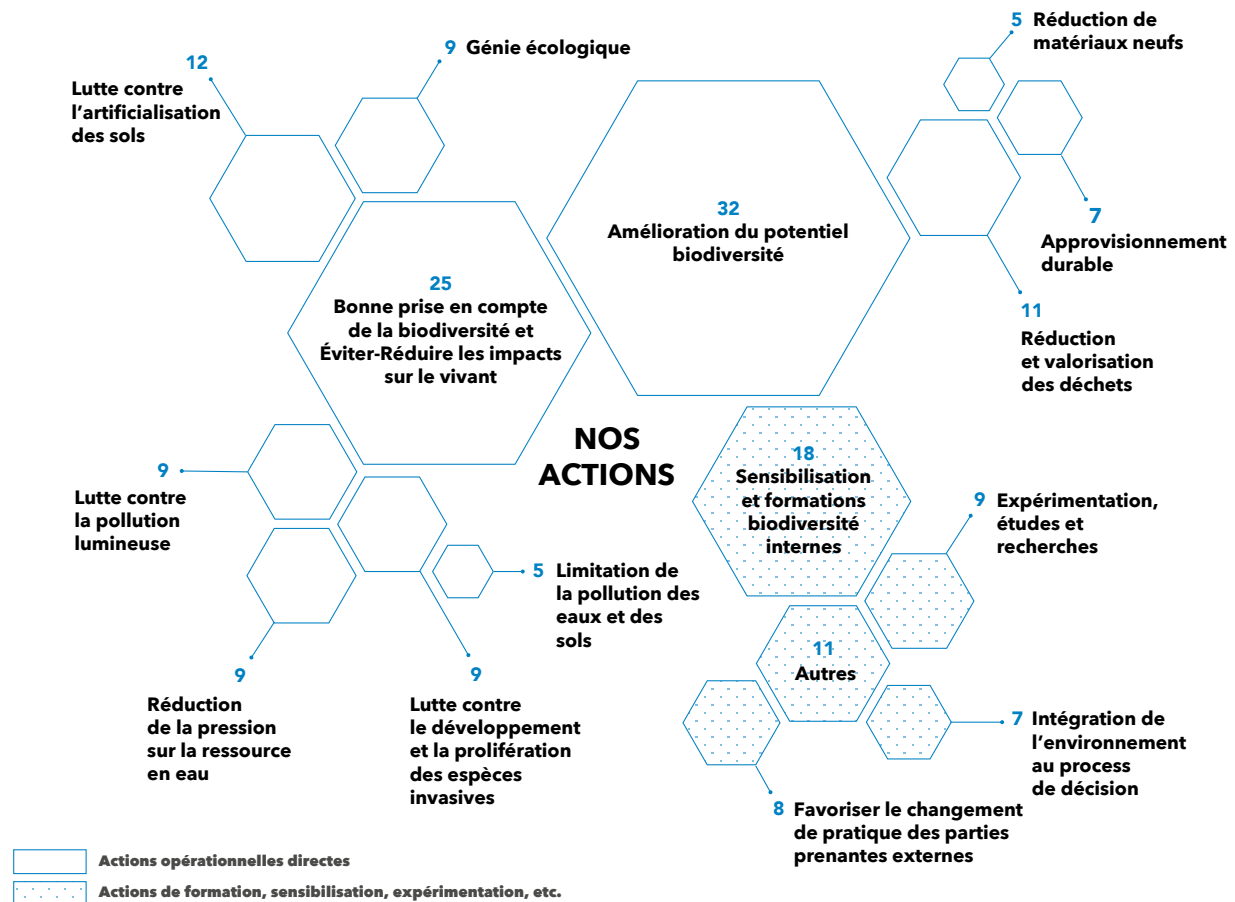 5 Réduction de
matériaux neufs
9 Génie écologique
12
Lutte contre
l'artificialisation
des sols
32
Amélioration du potentiel
biodiversité
7
Approvisionnement
durable
25
Bonne prise en compte
de la biodiversité et
Éviter-Réduire les impacts
sur le vivant
11
Réduction
et valorisation
des déchets
NOS
ACTIONS
18
Sensibilisation
et formations
biodiversité
internes
9
Lutte contre
la pollution
lumineuse
9 Expérimentation,
études et
recherches
5 Limitation de
la pollution des
eaux et des
sols
9
Réduction
de la pression
sur la ressource
en eau
9
Lutte contre
le développement
et la prolifération
des espèces
invasives
11
Autres
7 Intégration de
l'environnement
au process
de décision
8 Favoriser le changement
de pratique des parties
prenantes externes
Actions opérationnelles directes
Actions de formation, sensibilisation, expérimentation, etc.